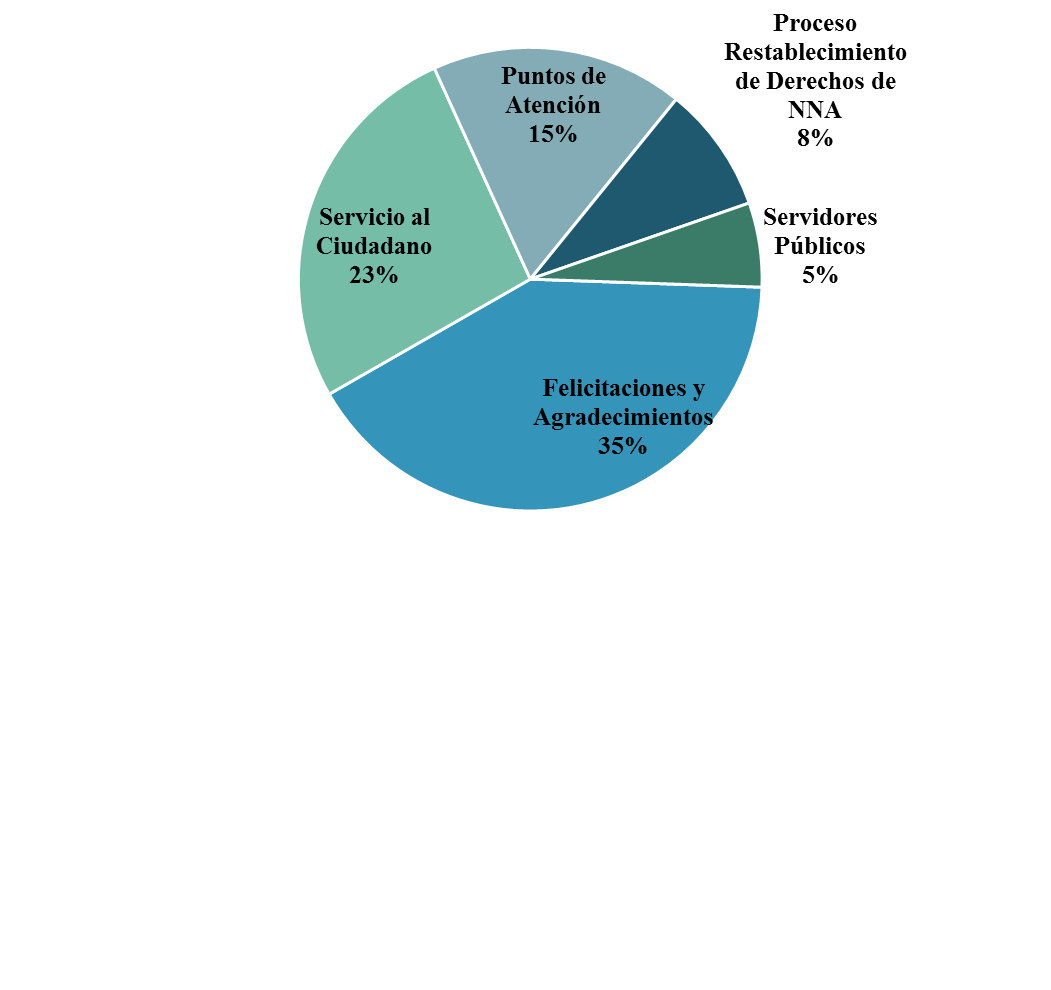 Proceso
Restablecimiento
de Derechos de
NNA
8%
Puntos de
Atención
15%
Servicio al
Ciudadano
23%
Servidores
Públicos
5%
Felicitaciones y
Agradecimientos
35%